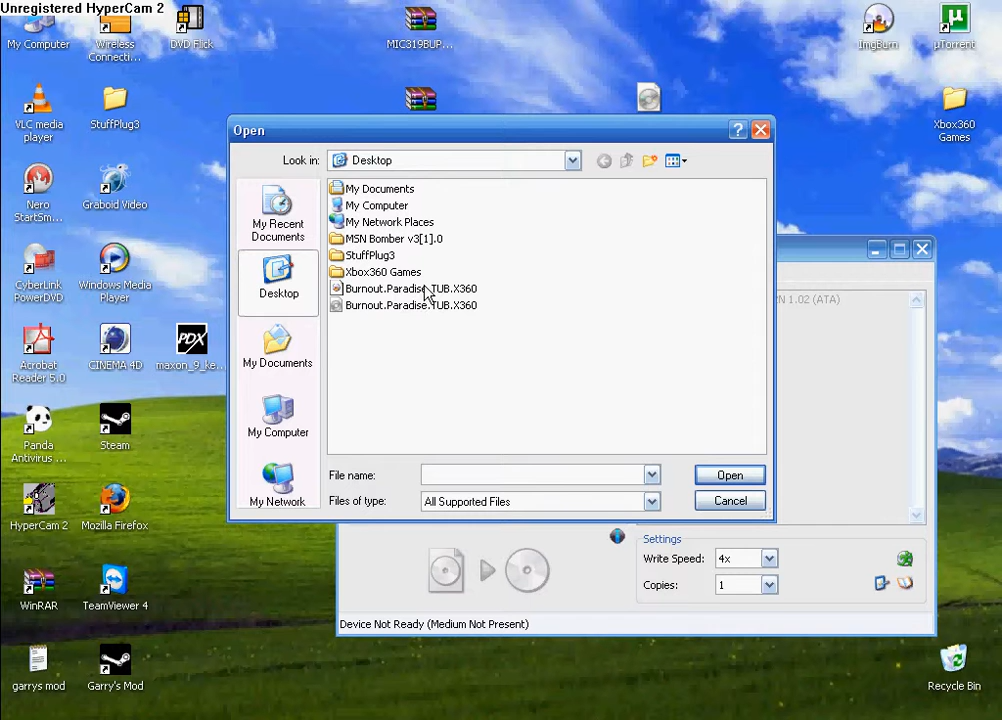 Unregistered HyperCam 2
My Computer
Wireless
Connecti...
DVD Flick
MIC319BUP...
ImgBurn
µTorrent
VLC media
player
StuffPlug3
Xbox360
Games
Nero
StartSm...
Graboid Video
CyberLink
PowerDVD
Windows Media
Player
Acrobat
Reader 5.0
CINEMA 4D
PDX
maxon_9_ke...
Panda
Antivirus ...
Steam
HyperCam 2
Mozilla Firefox
WinRAR
TeamViewer 4
garrys mod
Garry's Mod
Recycle Bin
Open
Look in:
Desktop
My Recent
Documents
Desktop
My Documents
My Computer
My Network
My Documents
My Computer
My Network Places
MSN Bomber v3[1].0
StuffPlug3
Xbox360 Games
Burnout.Paradise.TUB.X360
Burnout.Paradise.TUB.X360
File name:
Open
Files of type:
All Supported Files
Cancel
1.02 (ATA)
Settings
Write Speed:
4x
Copies:
1
Device Not Ready (Medium Not Present)